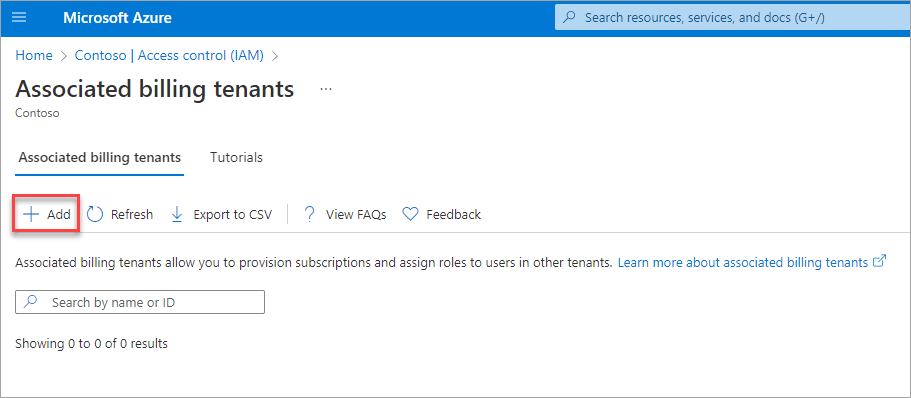 Microsoft Azure
Search resources, services, and docs (G+/)
Home > Contoso | Access control (IAM) >
Associated billing tenants ...
Contoso
Associated billing tenants Tutorials
Add Refresh Export to CSV View FAQs Feedback
Associated billing tenants allow you to provision subscriptions and assign roles to users in other tenants. Learn more about associated billing tenants
Search by name or ID
Showing 0 to 0 of 0 results